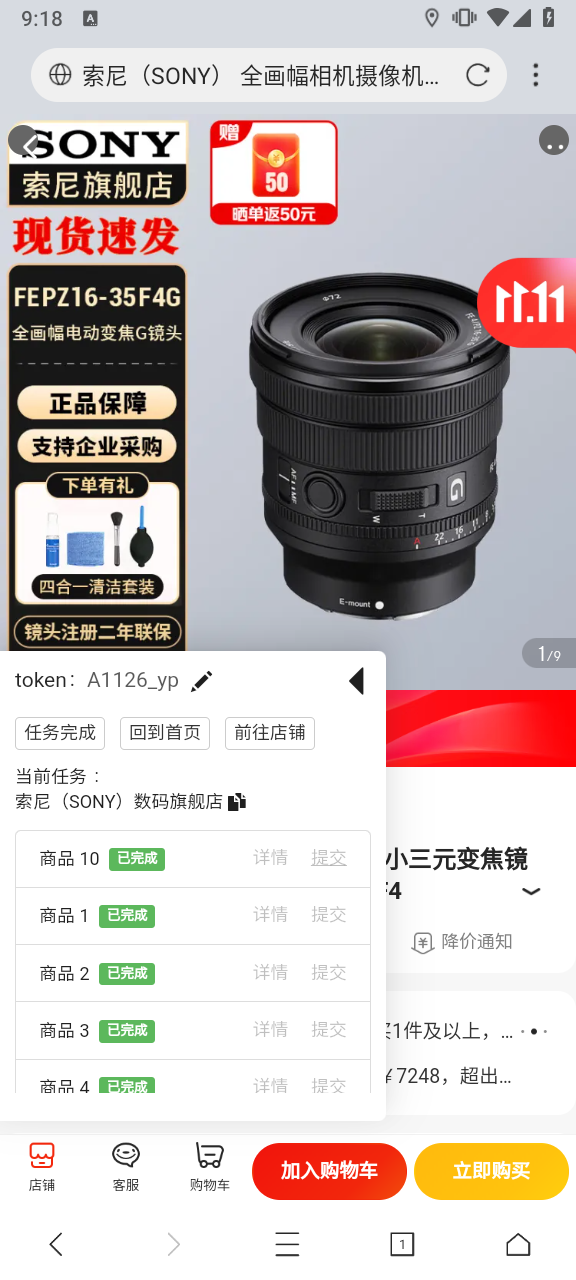 9:18
A
索尼（SONY） 全画幅相机摄像机...
SONY
索尼旗舰店
现货速发
赠
50
晒单返50元
11.11
FEPZ16-35F4G
全画幅电动变焦G镜头
正品保障
支持企业采购
下单有礼
四合一清洁套装
镜头注册二年联保
E-mount
AF MF
G
W
T
22 16 11
1/9
token： A1126_yp
任务完成
回到首页
前往店铺
当前任务：
索尼（SONY）数码旗舰店
商品 10 已完成 详情 提交
商品 1 已完成 详情 提交
商品 2 已完成 详情 提交
商品 3 已完成 详情 提交
商品 4 已完成 详情 提交
小三元变焦镜
F4
降价通知
买1件及以上，...
￥7248，超出...
店铺
客服
购物车
加入购物车
立即购买
1